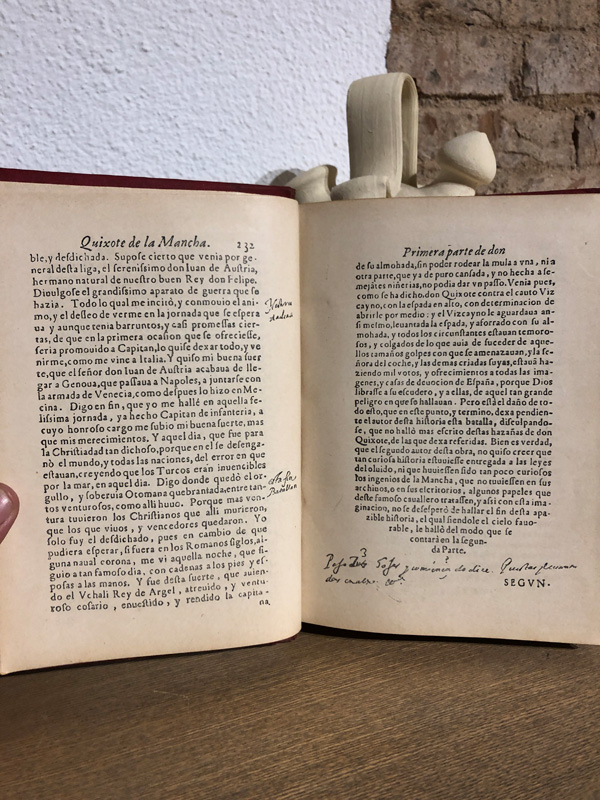 Quixote de la Mancha. 232
ble, y desdichada. Supose cierto que venia por ge-
neral desta liga, el serenissimo don Iuan de Austria,
hermano natural de nuestro buen Rey don Felipe.
Diuulgose el grandissimo aparato de guerra que se
hazia. Todo lo qual me incitó, y conmouio el ani-
mo, y el desseo de verme en la jornada que se espera
ua y aunque tenia barruntos, y casi promessas cier-
tas, de que en la primera ocasion que se ofreciesse,
seria promouido a Capitan, lo quise dexar todo, y ve
nirme, como me vine a Italia. Y quiso mi buena suer
te, que el señor don Iuan de Austria acabaua de lle-
gar a Genoua, que passaua a Napoles, a juntarse con
la armada de Venecia, como despues lo hizo en Me-
cina. Digo en fin, que yo me hallé en aquella fe-
lissima jornada, ya hecho Capitan de infanteria, a
cuyo honroso cargo me subio mi buena suerte, mas
que mis merecimientos. Y aquel dia, que fue para
la Christiadad tan dichoso, porque en el se desenga-
nò el mundo, y todas las naciones, del error en que
estauan, creyendo que los Turcos erán inuencibles
por la mar, en aquel dia. Digo donde quedó el or-
gullo, y soberuia Otomana quebrantada, entre tan-
tos venturosos, como alli huuo. Porque mas ven-
tura tuuieron los Christianos que alli murieron,
que los que viuos, y vencedores quedaron. Yo
solo fuy el desdichado, pues en cambio de que
pudiera esperar, si fuera en los Romanos siglos, al-
guna naual corona, me vi aquella noche, que si-
guio a tan famoso dia, con cadenas a los pies y es-
posas a las manos. Y fue desta suerte, que auien-
do el Vchali Rey de Argel, atreuido, y ventu-
roso cosario, enuestido, y rendido la capita-
na,
Primera parte de don
de su almohada, sin poder rodear la mula a vna, ni a
otra parte, que ya de puro cansada, y no hecha a se-
mejátes niñerias, no podia dar vn passo. Venia pues,
como se ha dicho, don Quixote contra el cauto Viz
cayno, con la espada en alto, con determinacion de
abrirle por medio: y el Vizcayno le aguardaua an-
si mesmo, leuantada la espada, y aforrado con su al-
mohada, y todos los circunstantes estauan temero-
sos, y colgados de lo que auia de suceder de aque-
llos tamaños golpes con que se amenazauan, y la se-
ñora del coche, y las demas criadas suyas, estauã ha-
ziendo mil votos, y ofrecimientos a todas las ima-
genes, y casas de deuocion de España, porque Dios
librasse a su escudero, y a ellas, de aquel tan grande
peligro en que se hallauan. Pero está el daño de to-
do esto, que en este punto, y termino, dexa pendien-
te el autor desta historia esta batalla, disculpando-
se, que no halló mas escrito destas hazañas de don
Quixote, de las que dexa referidas. Bien es verdad,
que el segundo autor desta obra, no quiso creer que
tan curiosa historia estuuiesse entregada a las leyes
del oluido, ni que huuiessen sido tan poco curiosos
los ingenios de la Mancha, que no tuuiessen en sus
archiuos, o en sus escritorios, algunos papeles que
deste famoso cauallero tratassen, y assi con esta ima-
ginacion, no se desesperò de hallar el fin desta apa-
zible historia, el qual siendole el cielo fauo-
rable, le hallò del modo que se
contará en la segun-
da Parte.
SEGVN.